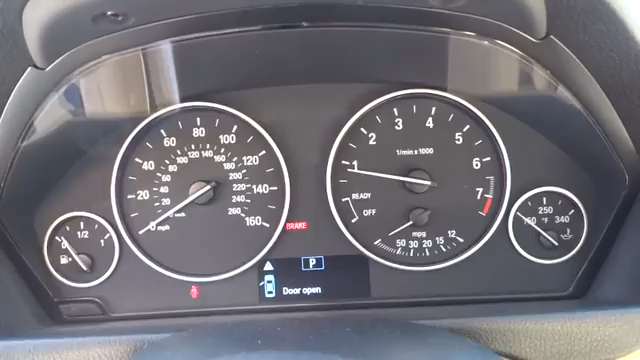 0 1/2 1
0 20 40 60 80 100 120 140 160
mph
20 40 60 80 100 120 140 160 180 200 220 240 260
km/h
BRAKE
1 2 3 4 5 6 7
1/min x 1000
READY
OFF
mpg
50 30 20 15 12
160 250 340
°F
P
Door open